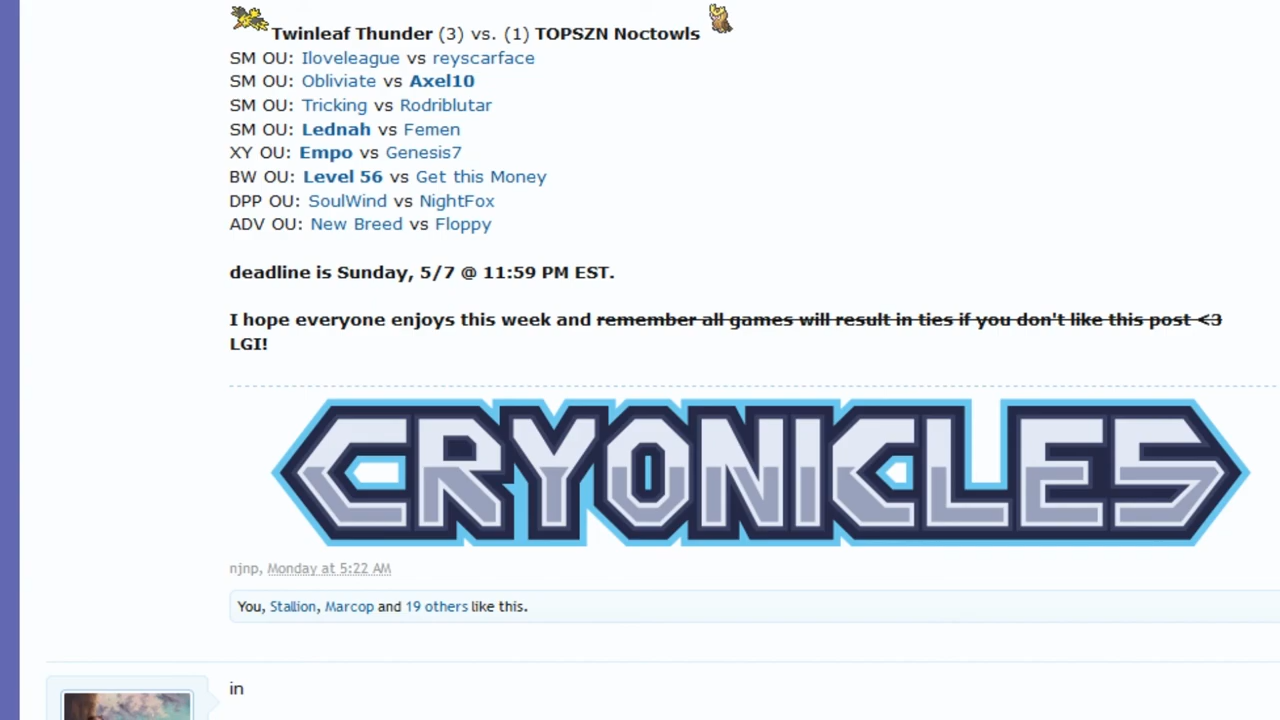 Twinleaf Thunder (3) vs. (1) TOPSZN Noctowls
SM OU: Iloveleague vs reyscarface
SM OU: Obliviate vs Axel10
SM OU: Tricking vs Rodriblutar
SM OU: Lednah vs Femen
XY OU: Empo vs Genesis7
BW OU: Level 56 vs Get this Money
DPP OU: SoulWind vs NightFox
ADV OU: New Breed vs Floppy
deadline is Sunday, 5/7 @ 11:59 PM EST.
I hope everyone enjoys this week and remember all games will result in ties if you don't like this post <3
LGI!
CRYONICLES
njnp, Monday at 5:22 AM
You, Stallion, Marcop and 19 others like this.
in